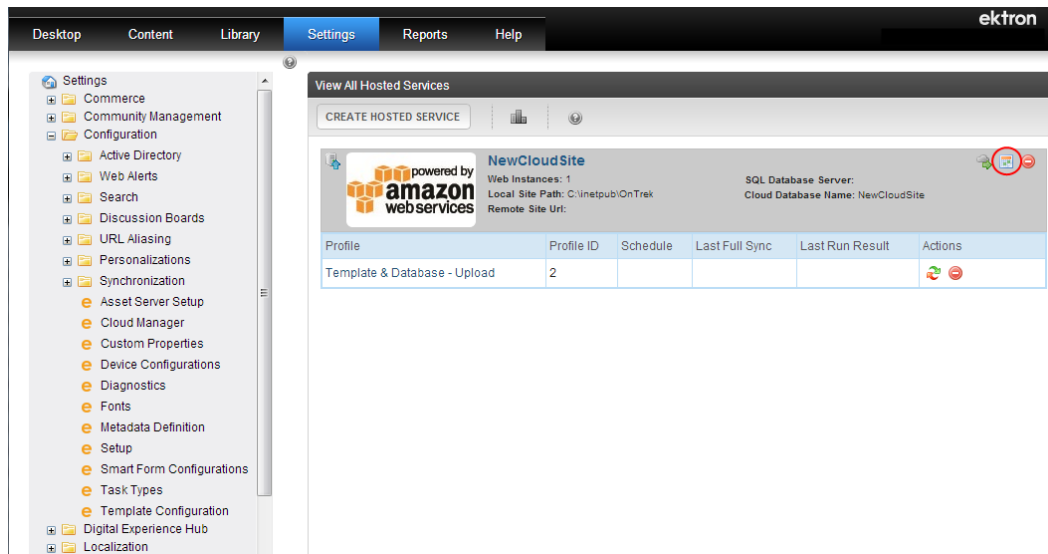 ektron
Desktop Content Library Settings Reports Help
Settings
Commerce
Community Management
Configuration
Active Directory
Web Alerts
Search
Discussion Boards
URL Aliasing
Personalizations
Synchronization
Asset Server Setup
Cloud Manager
Custom Properties
Device Configurations
Diagnostics
Fonts
Metadata Definition
Setup
Smart Form Configurations
Task Types
Template Configuration
Digital Experience Hub
Localization
View All Hosted Services
CREATE HOSTED SERVICE
powered by
amazon
webservices
NewCloudSite
Web Instances: 1
Local Site Path: C:\inetpub\OnTrek
Remote Site Url:
SQL Database Server:
Cloud Database Name: NewCloudSite
Profile Profile ID Schedule Last Full Sync Last Run Result Actions
Template & Database - Upload 2